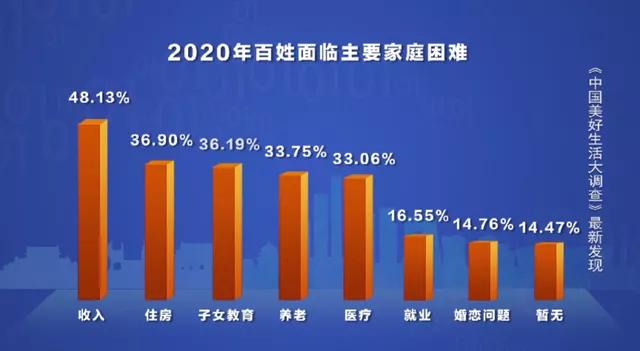 2020年百姓面临主要家庭困难
48.13%
36.90%
36.19%
33.75%
33.06%
16.55%
14.76%
14.47%
收入
住房
子女教育
养老
医疗
就业
婚恋问题
暂无
《中国美好生活大调查》最新发现